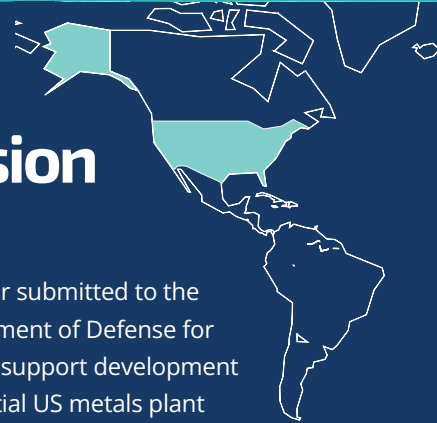 sion
r submitted to the
ment of Defense for
support development
tial US metals plant